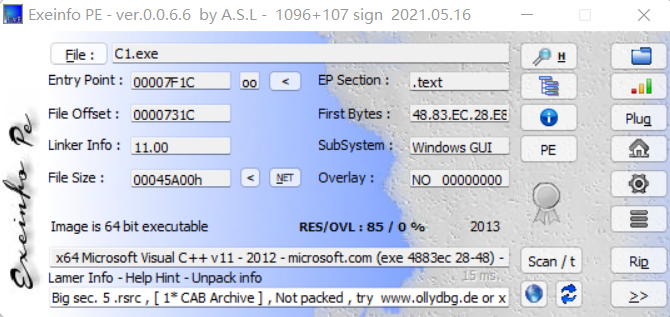 Exeinfo PE - ver.0.0.6.6 by A.S.L - 1096+107 sign 2021.05.16
File : C1.exe H
Entry Point : 00007F1C oo < EP Section : .text
File Offset : 0000731C First Bytes : 48.83.EC.28.E8 Plug
Linker Info : 11.00 SubSystem : Windows GUI PE
File Size : 00045A00h < NET Overlay : NO 00000000
Image is 64 bit executable RES/OVL : 85 / 0 % 2013
x64 Microsoft Visual C++ v11 - 2012 - microsoft.com (exe 4883ec 28-48) - Scan / t Rip
Lamer Info - Help Hint - Unpack info 15 ms.
Big sec. 5 .rsrc , [ 1* CAB Archive ] , Not packed , try www.ollydbg.de or x >>
Exeinfo Pe